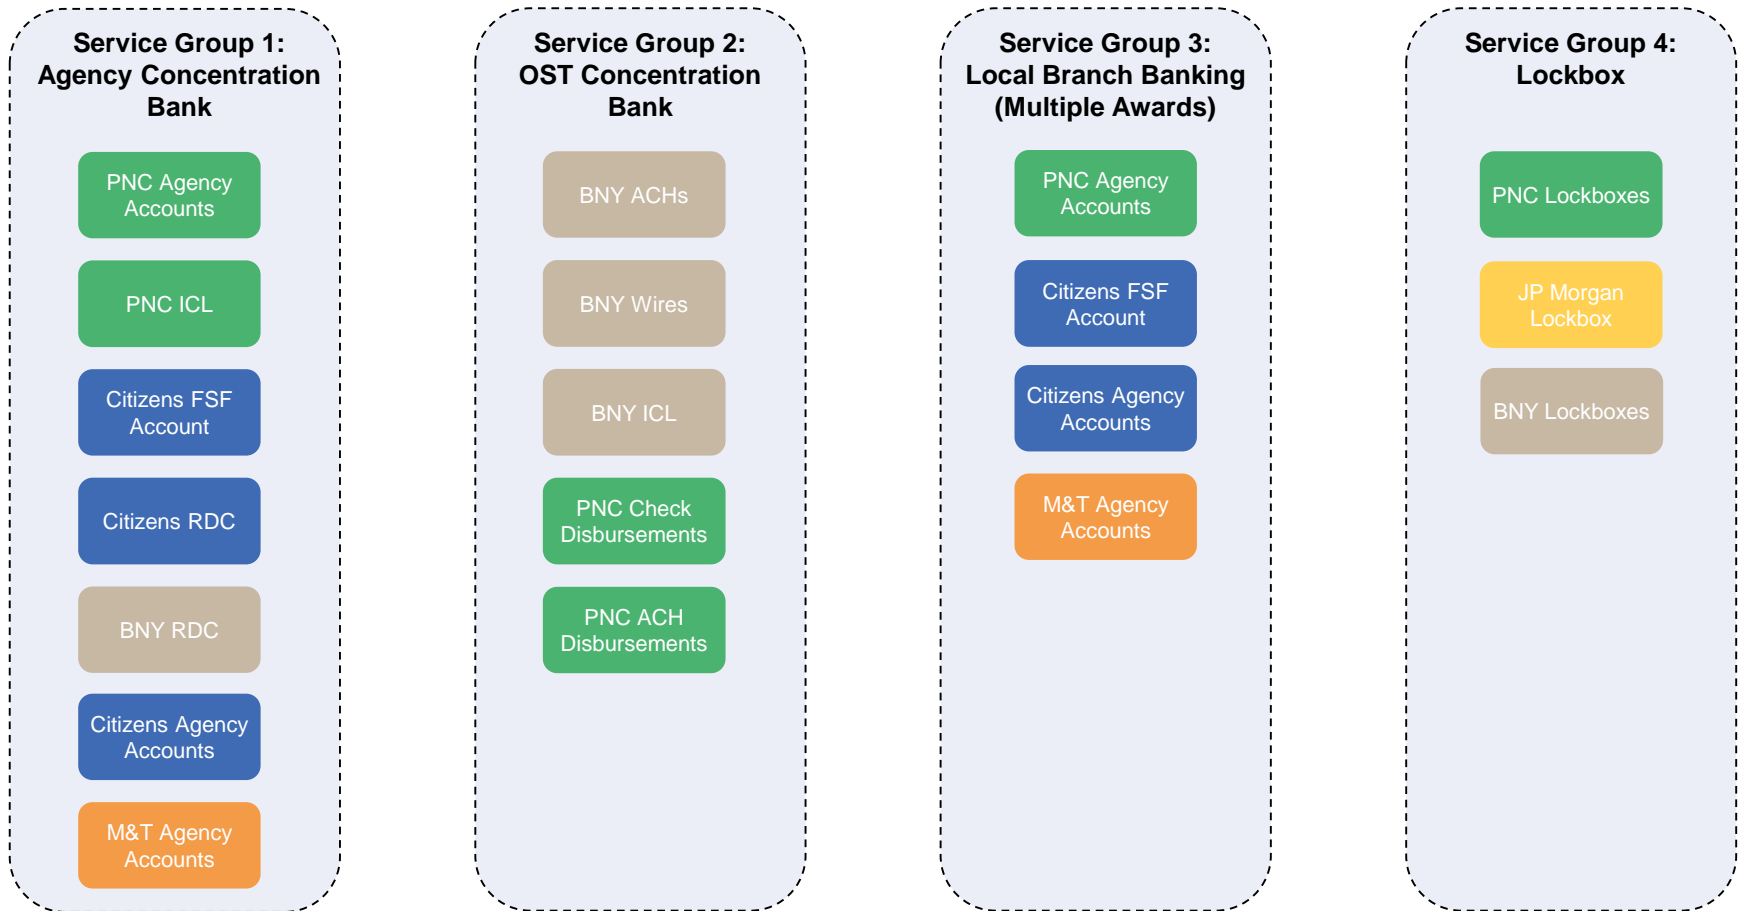 Service Group 1:
Agency Concentration
Bank
PNC Agency
Accounts
PNC ICL
Citizens FSF
Account
Citizens RDC
BNY RDC
Citizens Agency
Accounts
M&T Agency
Accounts
Service Group 2:
OST Concentration
Bank
BNY ACHs
BNY Wires
BNY ICL
PNC Check
Disbursements
PNC ACH
Disbursements
Service Group 3:
Local Branch Banking
(Multiple Awards)
PNC Agency
Accounts
Citizens FSF
Account
Citizens Agency
Accounts
M&T Agency
Accounts
Service Group 4:
Lockbox
PNC Lockboxes
JP Morgan
Lockbox
BNY Lockboxes